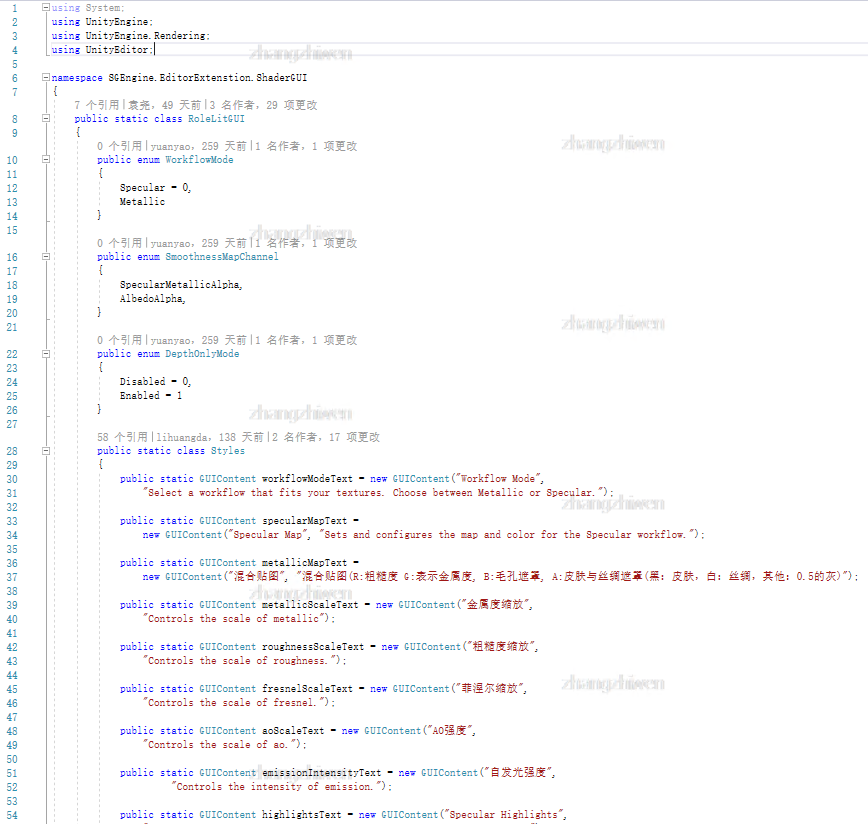 1 using System;
2 using UnityEngine;
3 using UnityEngine.Rendering;
4 using UnityEditor;
zhangzhiwen
5
6 namespace SGEngine.EditorExtenstion.ShaderGUI
7 {
7 个引用|袁尧，49 天前|3 名作者，29 项更改
8 public static class RoleLitGUI
9 {
0 个引用|yuanyao，259 天前|1 名作者，1 项更改
zhangzhiwen
10 public enum WorkflowMode
11 {
12 Specular = 0,
13 Metallic
14 }
15
zhangzhiwen
0 个引用|yuanyao，259 天前|1 名作者，1 项更改
16 public enum SmoothnessMapChannel
17 {
18 SpecularMetallicAlpha,
19 AlbedoAlpha,
20 }
21
zhangzhiwen
0 个引用|yuanyao，259 天前|1 名作者，1 项更改
22 public enum DepthOnlyMode
23 {
24 Disabled = 0,
25 Enabled = 1
26 }
zhangzhiwen
27
58 个引用|lihuangda，138 天前|2 名作者，17 项更改
28 public static class Styles
29 {
30 public static GUIContent workflowModeText = new GUIContent("Workflow Mode",
31 "Select a workflow that fits your textures. Choose between Metallic or Specular.");
zhangzhiwen
32
33 public static GUIContent specularMapText =
34 new GUIContent("Specular Map", "Sets and configures the map and color for the Specular workflow.");
35
36 public static GUIContent metallicMapText =
37 new GUIContent("混合贴图", "混合贴图(R:粗糙度 G:表示金属度, B:毛孔遮罩, A:皮肤与丝绸遮罩(黑: 皮肤, 白: 丝绸, 其他: 0.5的灰)");
38
zhangzhiwen
39 public static GUIContent metallicScaleText = new GUIContent("金属度缩放",
40 "Controls the scale of metallic");
41
42 public static GUIContent roughnessScaleText = new GUIContent("粗糙度缩放",
43 "Controls the scale of roughness.");
44
zhangzhiwen
45 public static GUIContent fresnelScaleText = new GUIContent("菲涅尔缩放",
46 "Controls the scale of fresnel.");
47
48 public static GUIContent aoScaleText = new GUIContent("AO强度",
49 "Controls the scale of ao.");
50
zhangzhiwen
51 public static GUIContent emissionIntensityText = new GUIContent("自发光强度",
52 "Controls the intensity of emission.");
53
54 public static GUIContent highlightsText = new GUIContent("Specular Highlights",